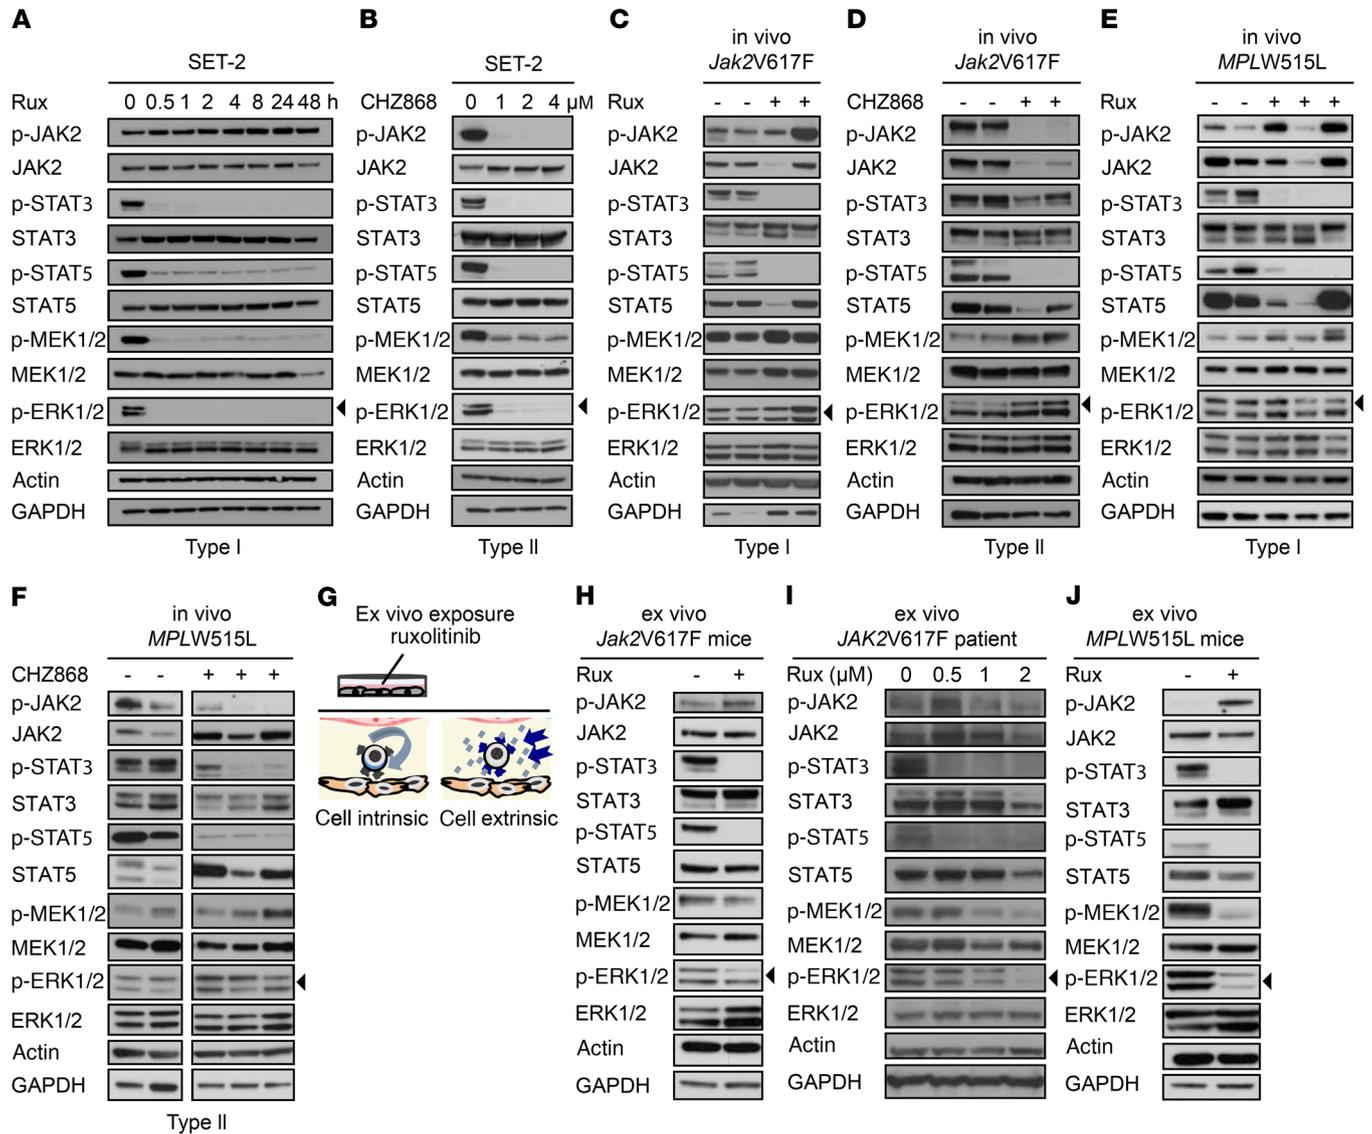 A
SET-2
Rux 0 0.5 1 2 4 8 24 48 h
p-JAK2
JAK2
p-STAT3
STAT3
p-STAT5
STAT5
p-MEK1/2
MEK1/2
p-ERK1/2
ERK1/2
Actin
GAPDH
Type I
B
SET-2
CHZ868 0 1 2 4 µM
p-JAK2
JAK2
p-STAT3
STAT3
p-STAT5
STAT5
p-MEK1/2
MEK1/2
p-ERK1/2
ERK1/2
Actin
GAPDH
Type II
C
in vivo
Jak2V617F
Rux - - + +
p-JAK2
JAK2
p-STAT3
STAT3
p-STAT5
STAT5
p-MEK1/2
MEK1/2
p-ERK1/2
ERK1/2
Actin
GAPDH
Type I
D
in vivo
Jak2V617F
CHZ868 - - + +
p-JAK2
JAK2
p-STAT3
STAT3
p-STAT5
STAT5
p-MEK1/2
MEK1/2
p-ERK1/2
ERK1/2
Actin
GAPDH
Type II
E
in vivo
MPLW515L
Rux - - + + +
p-JAK2
JAK2
p-STAT3
STAT3
p-STAT5
STAT5
p-MEK1/2
MEK1/2
p-ERK1/2
ERK1/2
Actin
GAPDH
Type I
F
in vivo
MPLW515L
CHZ868 - - + + +
p-JAK2
JAK2
p-STAT3
STAT3
p-STAT5
STAT5
p-MEK1/2
MEK1/2
p-ERK1/2
ERK1/2
Actin
GAPDH
Type II
G
Ex vivo exposure
ruxolitinib
Cell intrinsic Cell extrinsic
H
ex vivo
Jak2V617F mice
Rux - +
p-JAK2
JAK2
p-STAT3
STAT3
p-STAT5
STAT5
p-MEK1/2
MEK1/2
p-ERK1/2
ERK1/2
Actin
GAPDH
I
ex vivo
JAK2V617F patient
Rux (µM) 0 0.5 1 2
p-JAK2
JAK2
p-STAT3
STAT3
p-STAT5
STAT5
p-MEK1/2
MEK1/2
p-ERK1/2
ERK1/2
Actin
GAPDH
J
ex vivo
MPLW515L mice
Rux - +
p-JAK2
JAK2
p-STAT3
STAT3
p-STAT5
STAT5
p-MEK1/2
MEK1/2
p-ERK1/2
ERK1/2
Actin
GAPDH